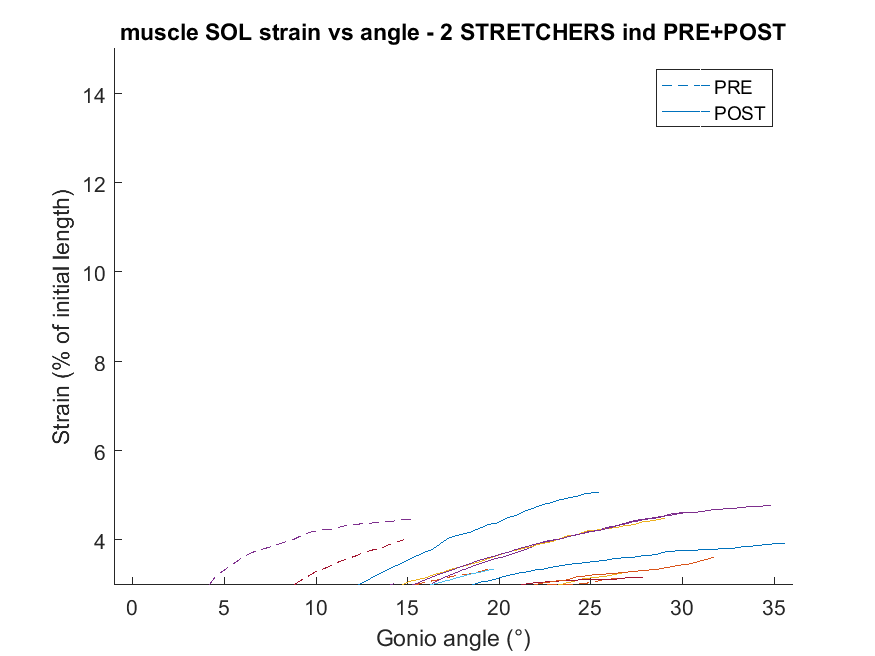 muscle SOL strain vs angle - 2 STRETCHERS ind PRE+POST
PRE
POST
14
12
10
8
6
4
Strain (% of initial length)
0 5 10 15 20 25 30 35
Gonio angle (°)